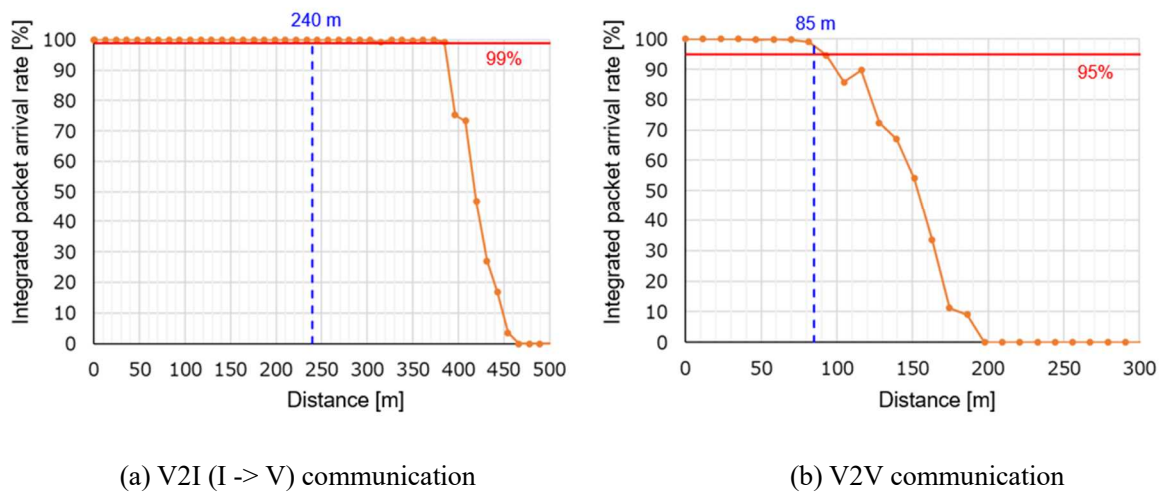 240 m
Integrated packet arrival rate [%]
100
90
80
70
60
50
40
30
20
10
0
99%
0 50 100 150 200 250 300 350 400 450 500
Distance [m]
(a) V2I (I -> V) communication
85 m
Integrated packet arrival rate [%]
100
90
80
70
60
50
40
30
20
10
0
95%
0 50 100 150 200 250 300
Distance [m]
(b) V2V communication